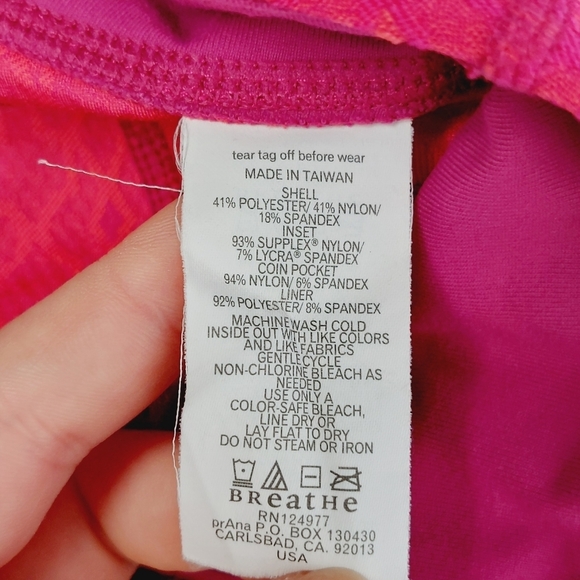 tear tag off before wear
MADE IN TAIWAN
SHELL
41% POLYESTER/ 41% NYLON/
18% SPANDEX
INSET
93% SUPPLEX® NYLON/
7% LYCRA® SPANDEX
COIN POCKET
94% NYLON/ 6% SPANDEX
LINER
92% POLYESTER/ 8% SPANDEX
MACHINE WASH COLD
INSIDE OUT WITH LIKE COLORS
AND LIKE FABRICS
GENTLE CYCLE
NON-CHLORINE BLEACH AS
NEEDED
USE ONLY A
COLOR-SAFE BLEACH,
LINE DRY OR
LAY FLAT TO DRY
DO NOT STEAM OR IRON
BReatHe
RN124977
prAna P.O. BOX 130430
CARLSBAD, CA. 92013
USA